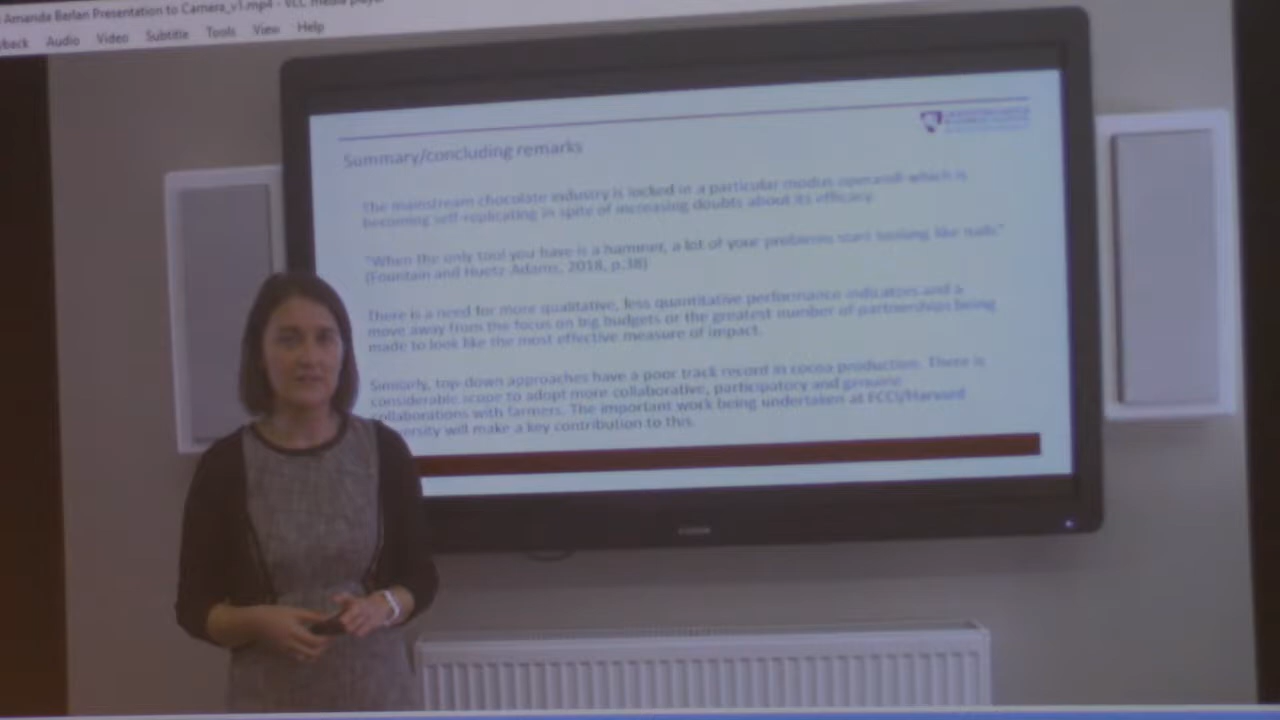 Amanda Berlan Presentation to Camera_v1.mp4 - VLC media player
yback Audio Video Subtitle Tools View Help
Summary/concluding remarks
The mainstream chocolate industry is locked in a particular modus operandi which is
becoming self-replicating in spite of increasing doubts about its efficacy.
"When the only tool you have is a hammer, a lot of your problems start looking like nails"
(Fountain and Huetz-Adams, 2018, p.38)
There is a need for more qualitative, less quantitative performance indicators and a
move away from the focus on big budgets or the greatest number of partnerships being
made to look like the most effective measure of impact.
Similarly, top-down approaches have a poor track record in cocoa production. There is
considerable scope to adopt more collaborative, participatory and genuine
collaborations with farmers. The important work being undertaken at FCCI/Harvard
versity will make a key contribution to this.